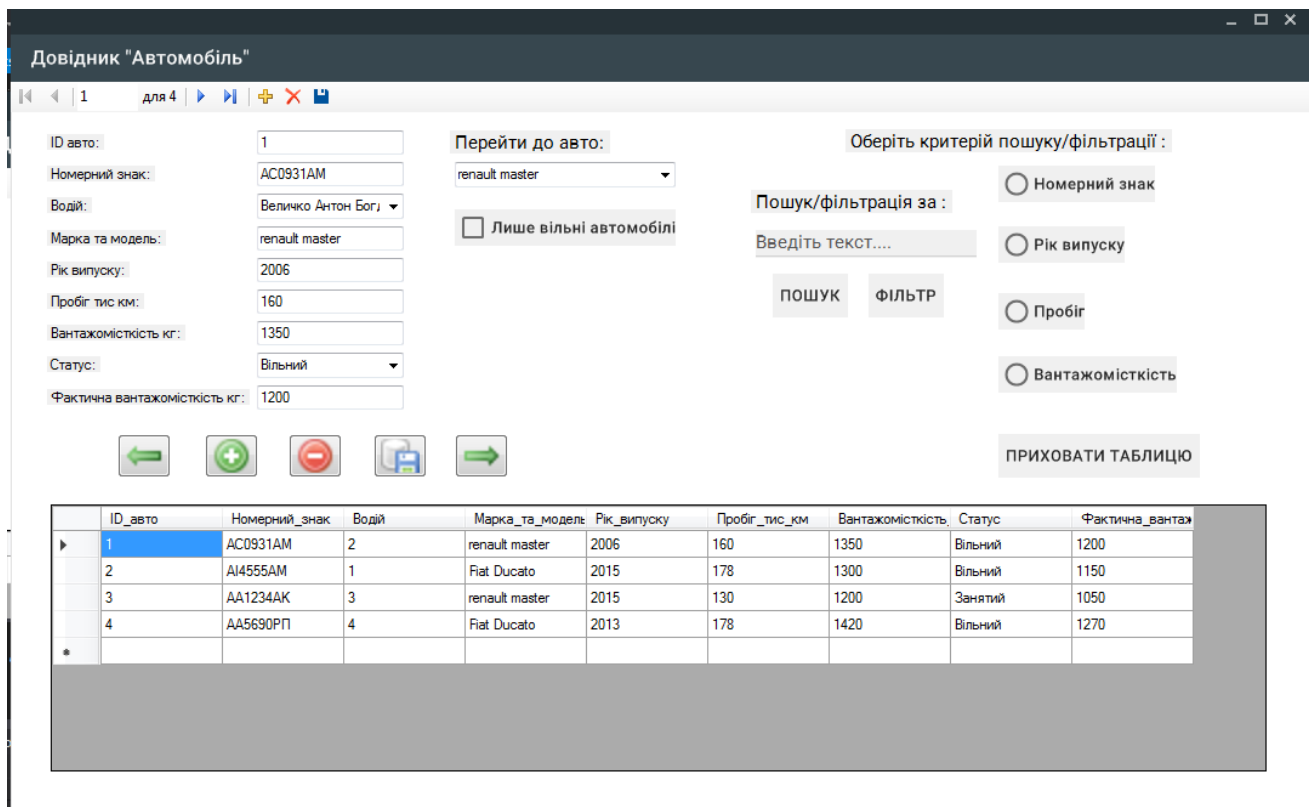 Довідник "Автомобіль"
1 для 4
ID авто: 1
Номерний знак: AC0931AM
Водій: Величко Антон Бог
Марка та модель: renault master
Рік випуску: 2006
Пробіг тис км: 160
Вантажомісткість кг: 1350
Статус: Вільний
Фактична вантажомісткість кг: 1200
Перейти до авто:
renault master
Лише вільні автомобілі
Пошук/фільтрація за :
Введіть текст....
ПОШУК ФІЛЬТР
Оберіть критерій пошуку/фільтрації :
Номерний знак
Рік випуску
Пробіг
Вантажомісткість
ПРИХОВАТИ ТАБЛИЦЮ
ID_авто Номерний_знак Водій Марка_та_модель Рік_випуску Пробіг_тис_км Вантажомісткість_ Статус Фактична_вантаж
1 AC0931AM 2 renault master 2006 160 1350 Вільний 1200
2 AI4555AM 1 Fiat Ducato 2015 178 1300 Вільний 1150
3 AA1234AK 3 renault master 2015 130 1200 Занятий 1050
4 AA5690РП 4 Fiat Ducato 2013 178 1420 Вільний 1270